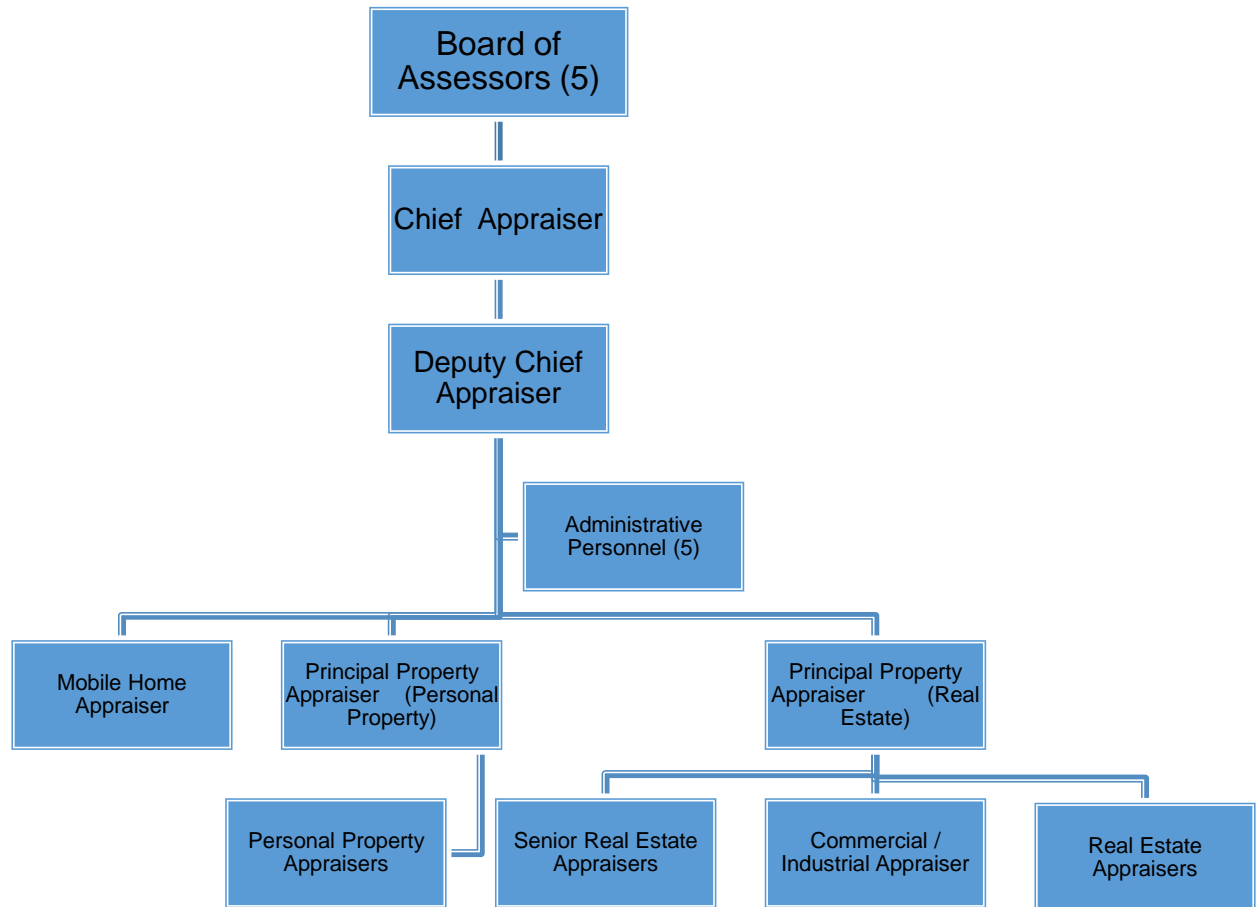 Board of
Assessors (5)
Chief Appraiser
Deputy Chief
Appraiser
Administrative
Personnel (5)
Mobile Home
Appraiser
Principal Property
Appraiser (Personal
Property)
Principal Property
Appraiser (Real
Estate)
Personal Property
Appraisers
Senior Real Estate
Appraisers
Commercial /
Industrial Appraiser
Real Estate
Appraisers